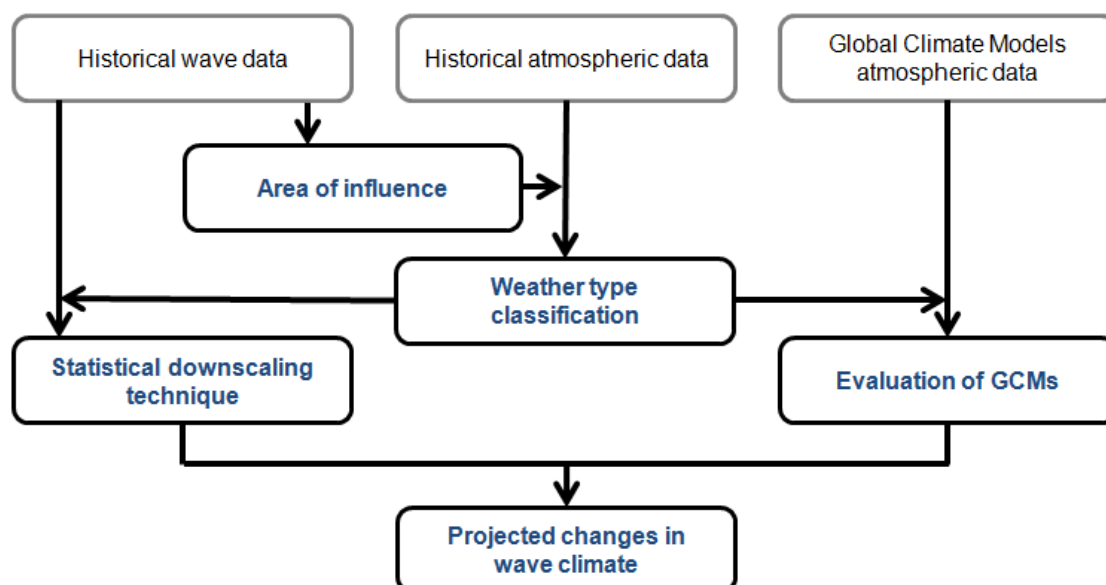 Historical wave data
Historical atmospheric data
Global Climate Models
atmospheric data
Area of influence
Weather type
classification
Statistical downscaling
technique
Evaluation of GCMs
Projected changes in
wave climate